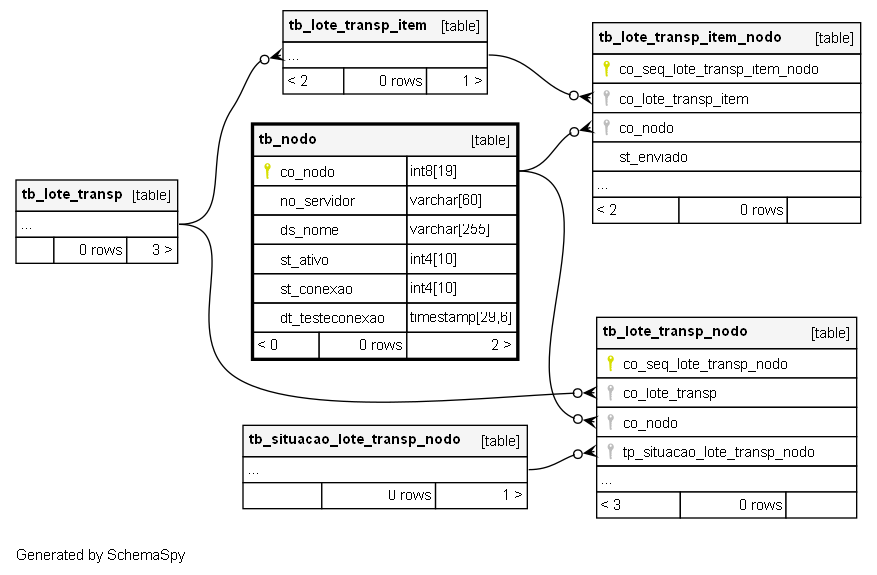 tb_lote_transp_item [table]
...
< 2 0 rows 1 >
tb_lote_transp_item_nodo [table]
co_seq_lote_transp_item_nodo
co_lote_transp_item
co_nodo
st_enviado
...
< 2 0 rows
tb_nodo [table]
co_nodo int8[19]
no_servidor varchar[60]
ds_nome varchar[255]
st_ativo int4[10]
st_conexao int4[10]
dt_testeconexao timestamp[29,6]
< 0 0 rows 2 >
tb_lote_transp [table]
...
0 rows 3 >
tb_lote_transp_nodo [table]
co_seq_lote_transp_nodo
co_lote_transp
co_nodo
tp_situacao_lote_transp_nodo
...
< 3 0 rows
tb_situacao_lote_transp_nodo [table]
...
0 rows 1 >
Generated by SchemaSpy